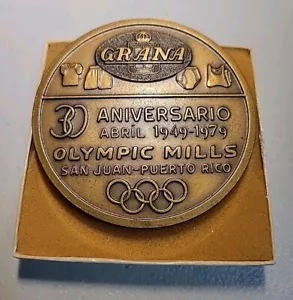 GRANA
30 ANIVERSARIO
ABRIL 1949-1979
OLYMPIC MILLS
SAN JUAN-PUERTO RICO